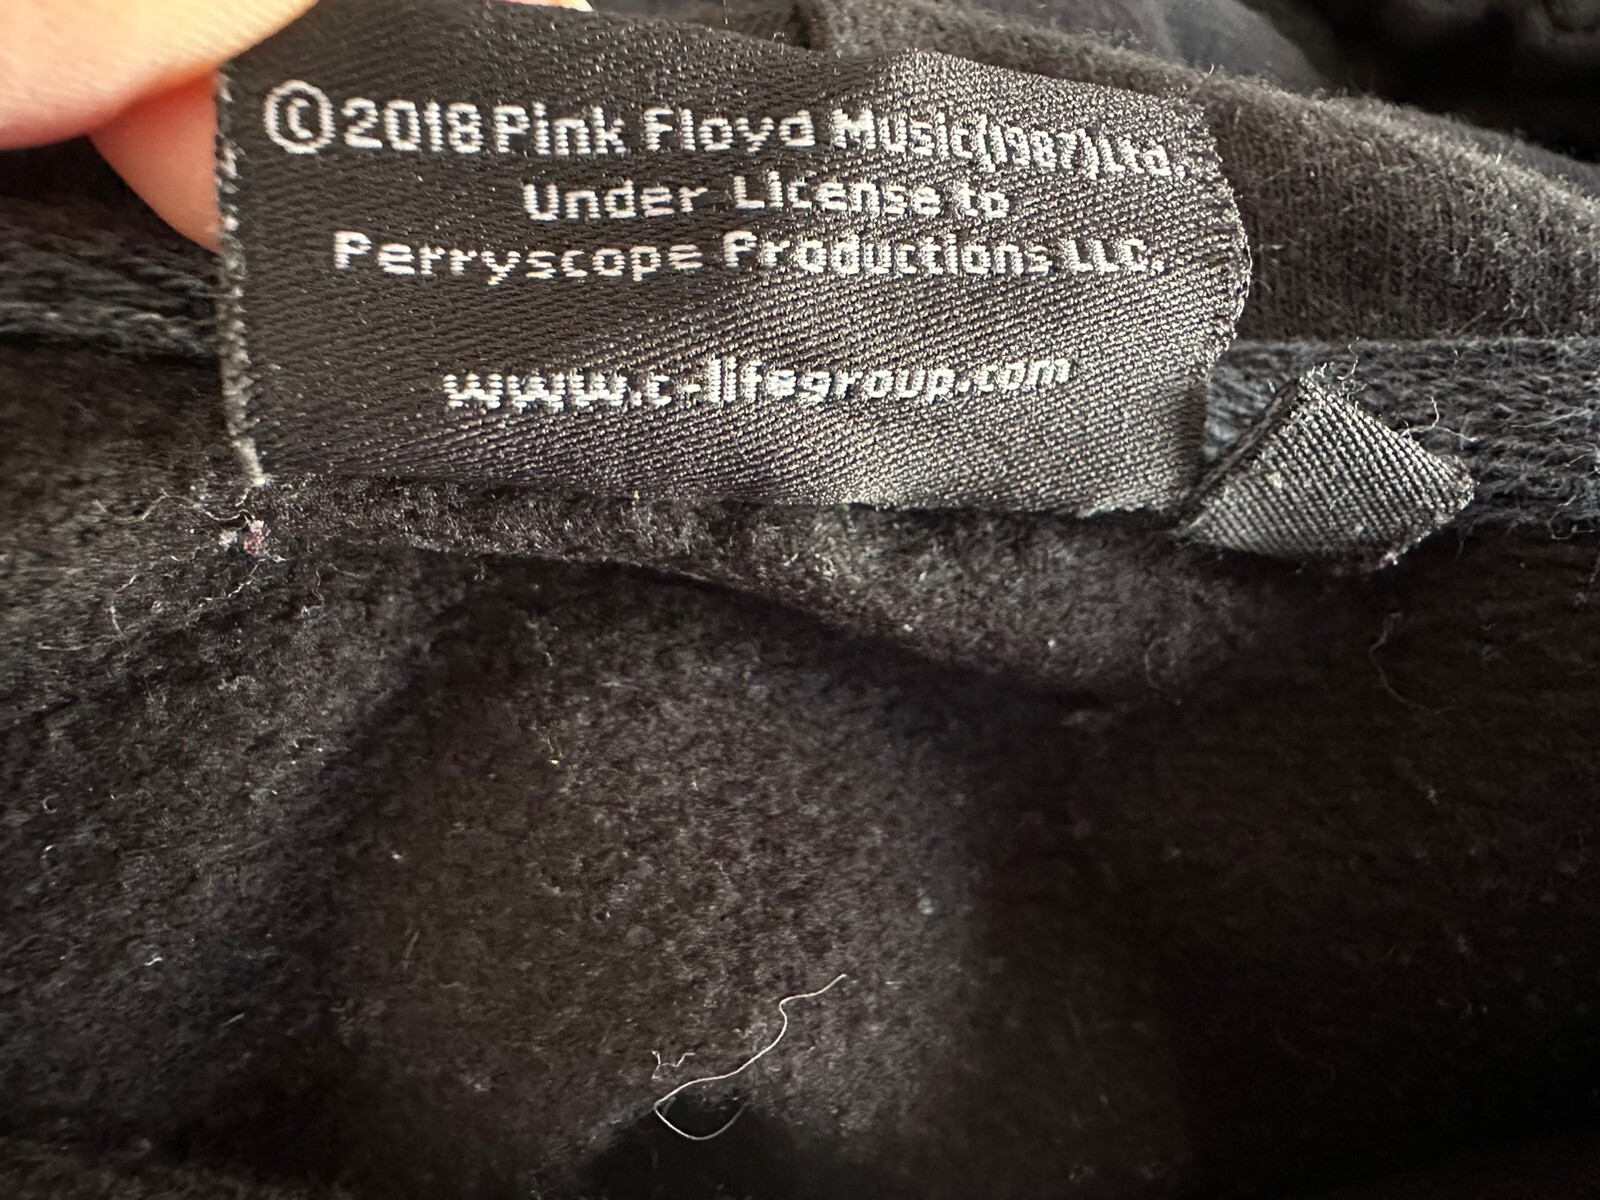 ©2018 Pink Floyd Music (1987) Ltd.
Under License to
Perryscope Productions LLC.
www.c-lifegroup.com